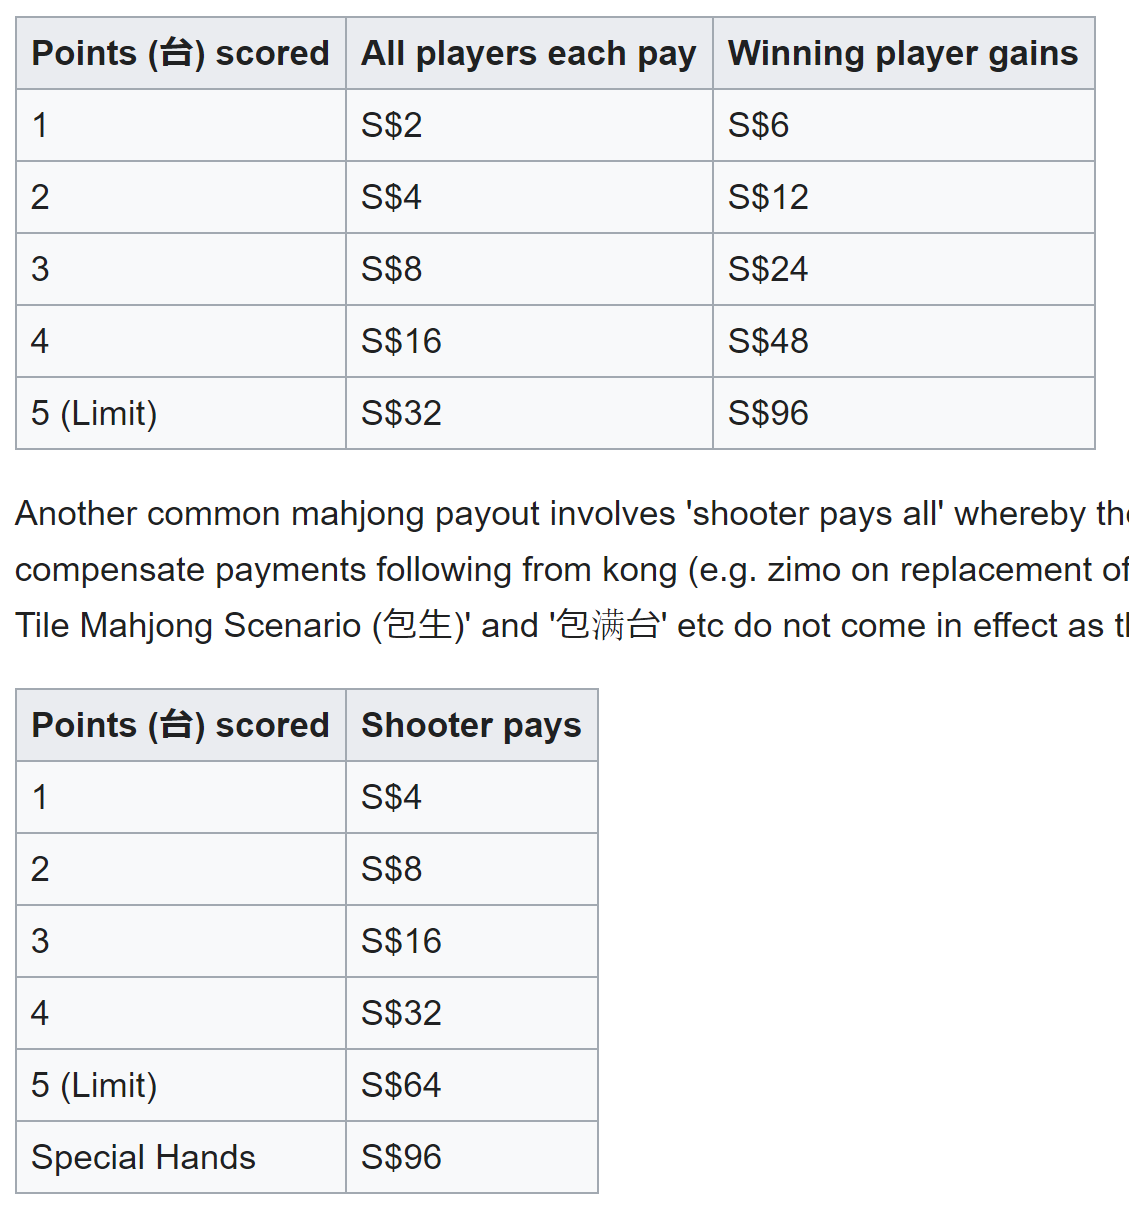 Points (台) scored All players each pay Winning player gains
1 S$2 S$6
2 S$4 S$12
3 S$8 S$24
4 S$16 S$48
5 (Limit) S$32 S$96
Another common mahjong payout involves 'shooter pays all' whereby
compensate payments following from kong (e.g. zimo on replacement of
Tile Mahjong Scenario (包生)' and '包满台' etc do not come in effect as
Points (台) scored Shooter pays
1 S$4
2 S$8
3 S$16
4 S$32
5 (Limit) S$64
Special Hands S$96